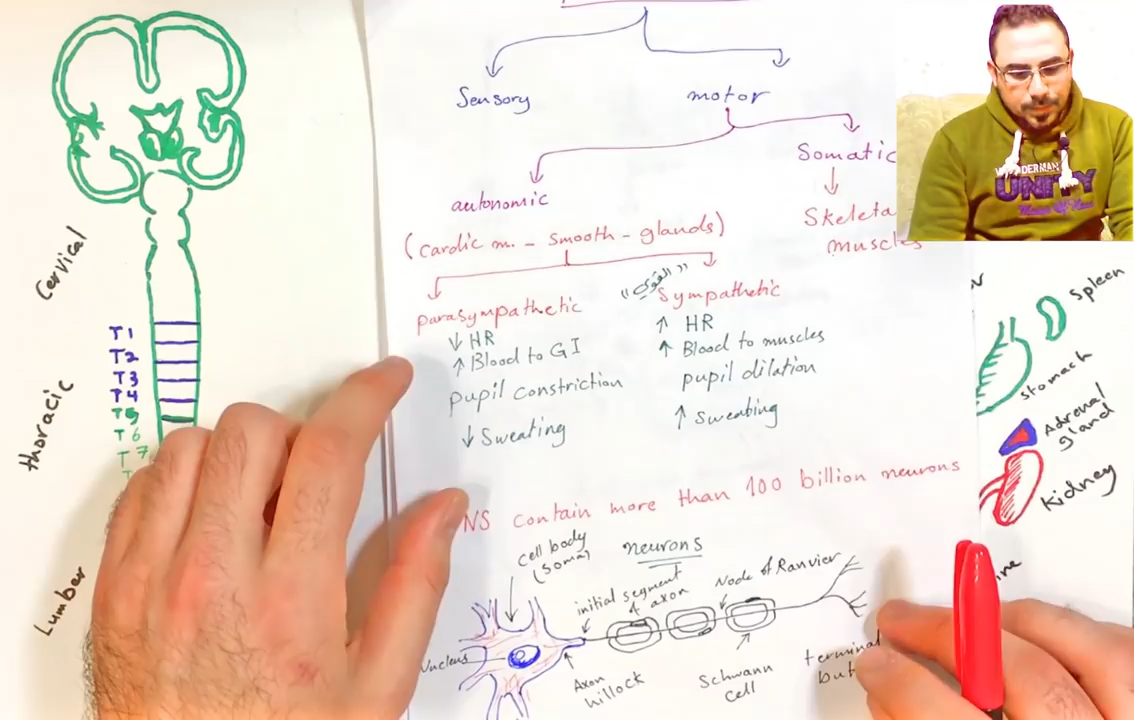 Sensory
motor
autonomic
Somatic
Skeleta
muscles
(cardic m. - smooth - glands)
parasympathetic
↓ HR
↑ Blood to GI
pupil constriction
↓ Sweating
sympathetic
↑ HR
↑ Blood to muscles
pupil dilation
↑ sweating
NS contain more than 100 billion neurons
neurons
cell body
(soma)
initial segment
of axon
Node of Ranvier
Nucleus
Axon
hillock
Schwann
cell
terminal
but
Cervical
thoracic
Lumber
T1
T2
T3
T4
T5
T6
T7
Spleen
Stomach
Adrenal
gland
Kidney
UNITY